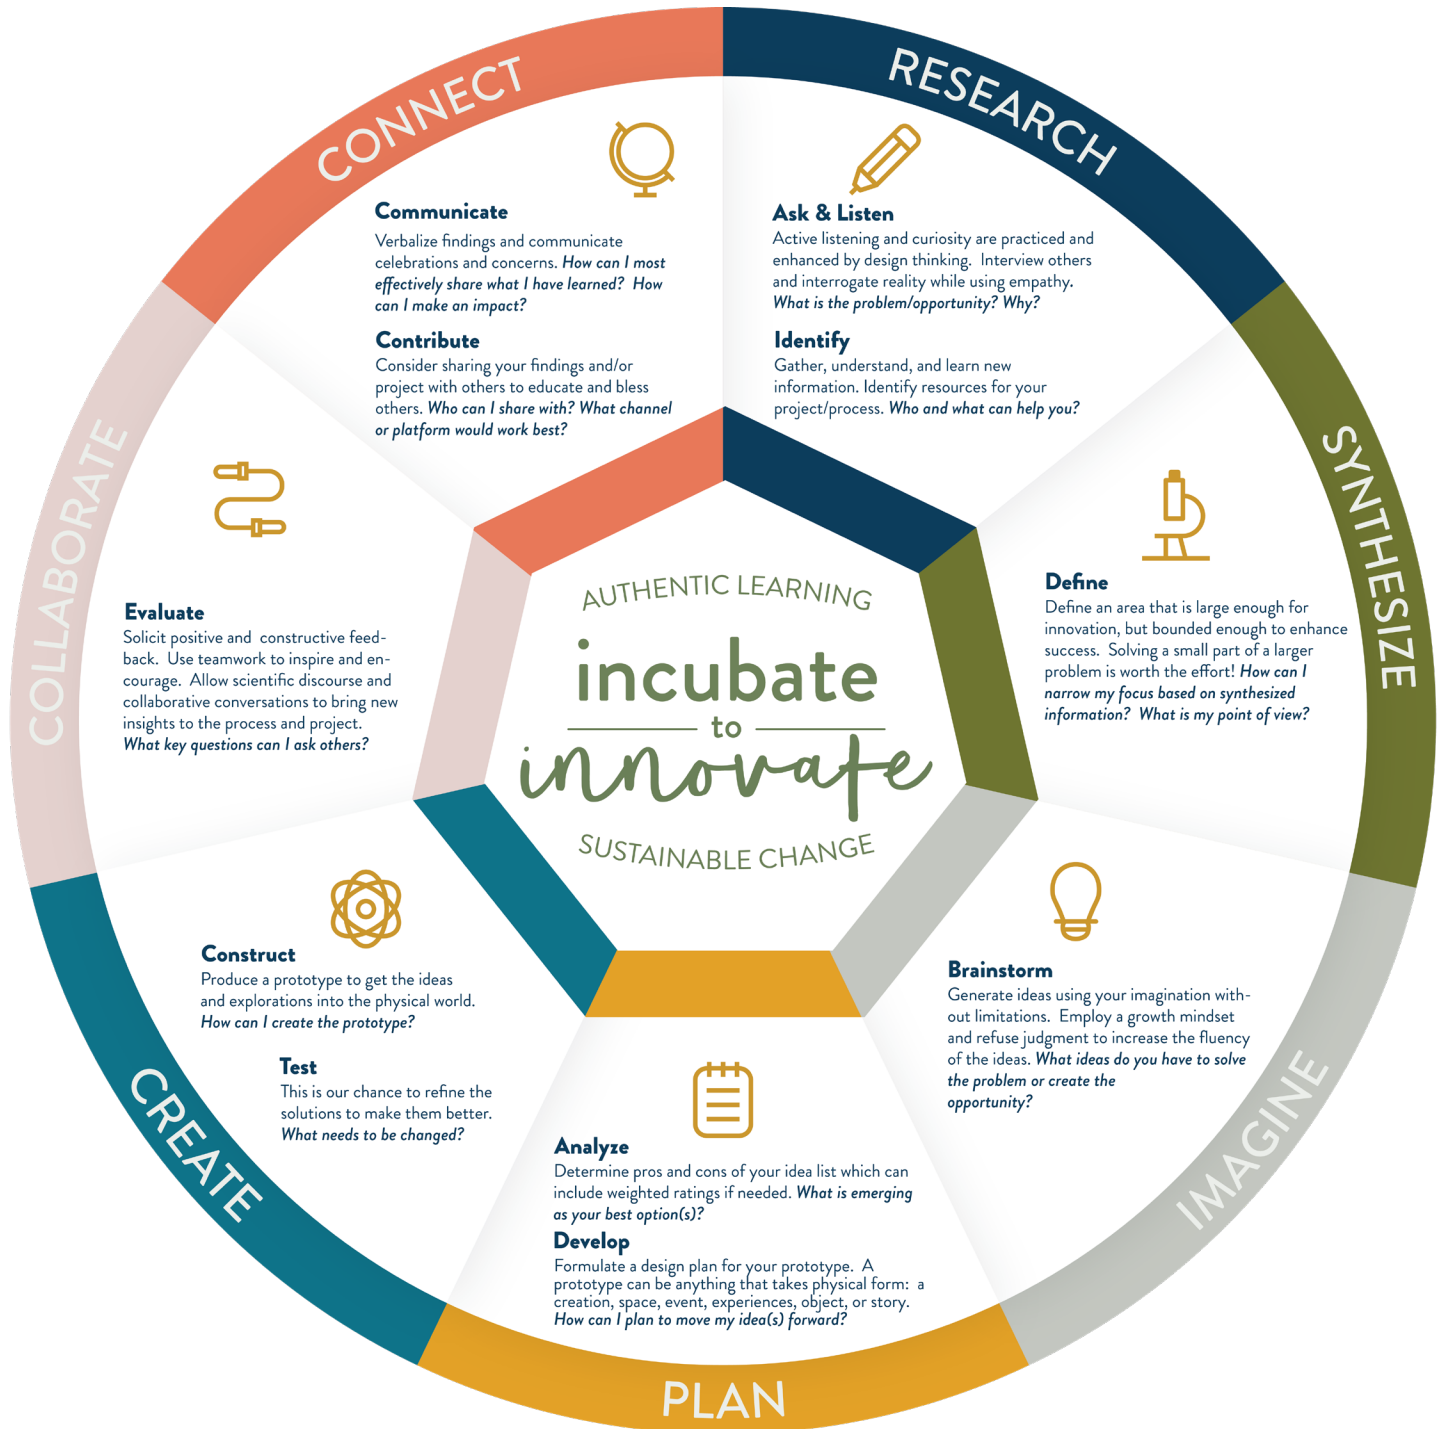 RESEARCH
Ask & Listen
Active listening and curiosity are practiced and
enhanced by design thinking.  Interview others
and interrogate reality while using empathy.
What is the problem/opportunity? Why?
Identify
Gather, understand, and learn new
information. Identify resources for your
project/process. Who and what can help you?
SYNTHESIZE
Define
Define an area that is large enough for
innovation, but bounded enough to enhance
success.  Solving a small part of a larger
problem is worth the effort! How can I
narrow my focus based on synthesized
information?  What is my point of view?
IMAGINE
Brainstorm
Generate ideas using your imagination with-
out limitations.  Employ a growth mindset
and refuse judgment to increase the fluency
of the ideas. What ideas do you have to solve
the problem or create the
opportunity?
PLAN
Analyze
Determine pros and cons of your idea list which can
include weighted ratings if needed. What is emerging
as your best option(s)?
Develop
Formulate a design plan for your prototype.  A
prototype can be anything that takes physical form:  a
creation, space, event, experiences, object, or story.
How can I plan to move my idea(s) forward?
CREATE
Construct
Produce a prototype to get the ideas
and explorations into the physical world.
How can I create the prototype?
Test
This is our chance to refine the
solutions to make them better.
What needs to be changed?
COLLABORATE
Evaluate
Solicit positive and  constructive feed-
back.  Use teamwork to inspire and en-
courage.  Allow scientific discourse and
collaborative conversations to bring new
insights to the process and project.
What key questions can I ask others?
CONNECT
Communicate
Verbalize findings and communicate
celebrations and concerns. How can I most
effectively share what I have learned?  How
can I make an impact?
Contribute
Consider sharing your findings and/or
project with others to educate and bless
others. Who can I share with? What channel
or platform would work best?
AUTHENTIC LEARNING
incubate
to
innovate
SUSTAINABLE CHANGE